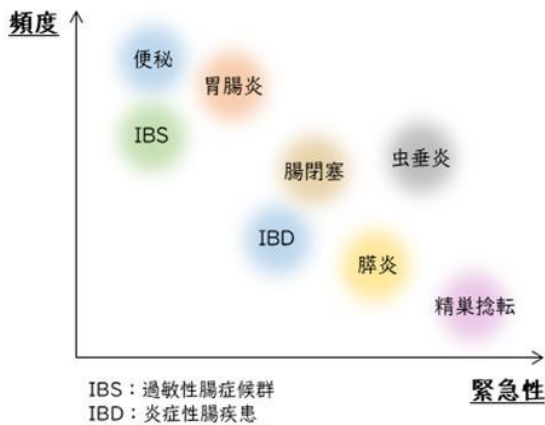 頻度
便秘
胃腸炎
IBS
虫垂炎
腸閉塞
IBD
膵炎
精巣捻転
緊急性
IBS：過敏性腸症候群
IBD：炎症性腸疾患